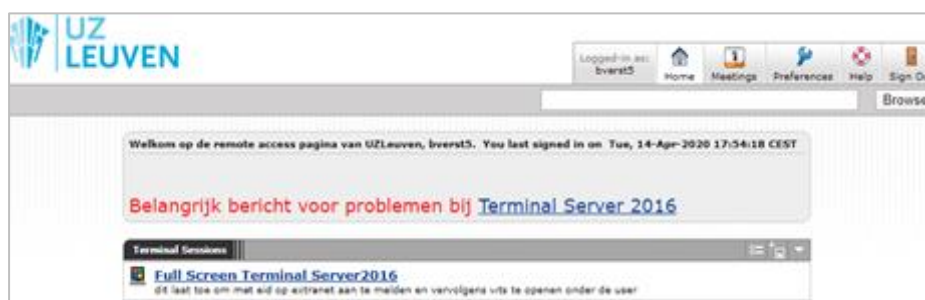 UZ
LEUVEN
Logged-in as:
bverst5
Home
Meetings
Preferences
Help
Sign O
Browse
Welkom op de remote access pagina van UZLeuven, bverst5. You last signed in on Tue, 14-Apr-2020 17:54:18 CEST
Belangrijk bericht voor problemen bij Terminal Server 2016
Terminal Sessions
Full Screen Terminal Server2016
dit laat toe om met eid op extranet aan te melden en vervolgens vts te openen onder de user